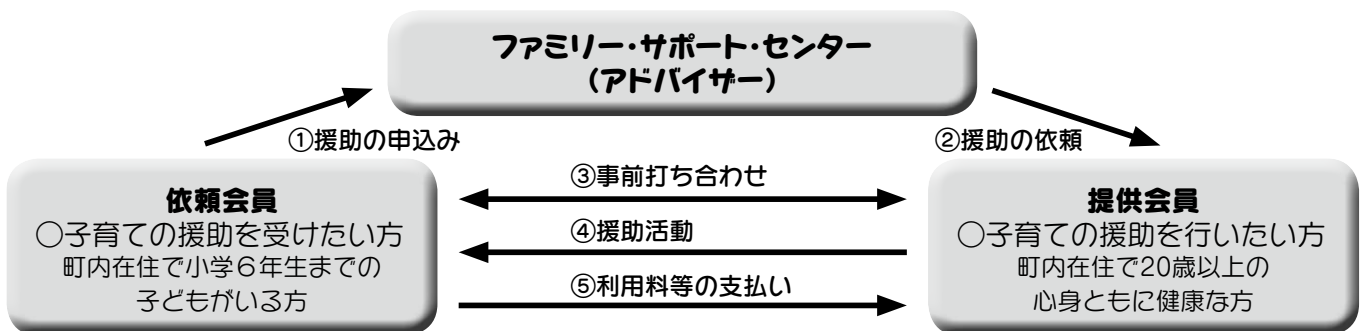 ファミリー・サポート・センター
(アドバイザー)
①援助の申込み
②援助の依頼
依頼会員
○子育ての援助を受けたい方
町内在住で小学6年生までの
子どもがいる方
③事前打ち合わせ
④援助活動
⑤利用料等の支払い
提供会員
○子育ての援助を行いたい方
町内在住で20歳以上の
心身ともに健康な方